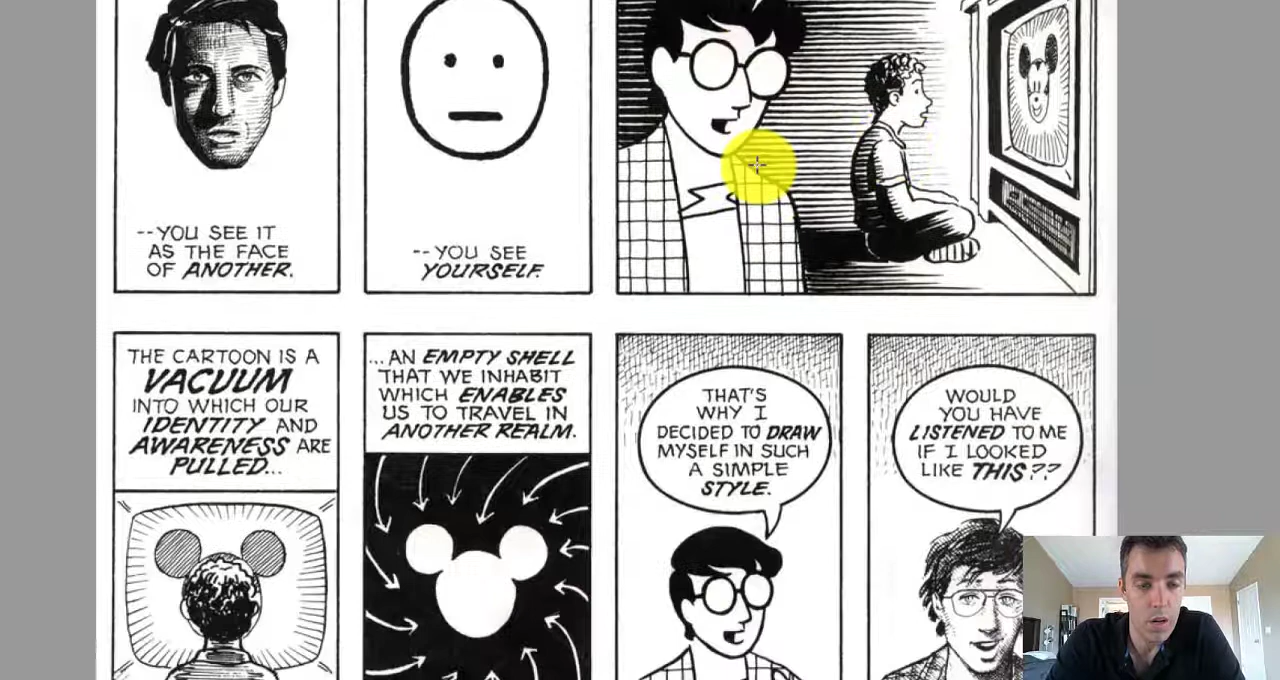 --YOU SEE IT
AS THE FACE
OF ANOTHER.
--YOU SEE
YOURSELF.
THE CARTOON IS A
VACUUM
INTO WHICH OUR
IDENTITY AND
AWARENESS ARE
PULLED...
...AN EMPTY SHELL
THAT WE INHABIT
WHICH ENABLES
US TO TRAVEL IN
ANOTHER REALM.
THAT'S
WHY I
DECIDED TO DRAW
MYSELF IN SUCH
A SIMPLE
STYLE.
WOULD
YOU HAVE
LISTENED TO ME
IF I LOOKED
LIKE THIS??